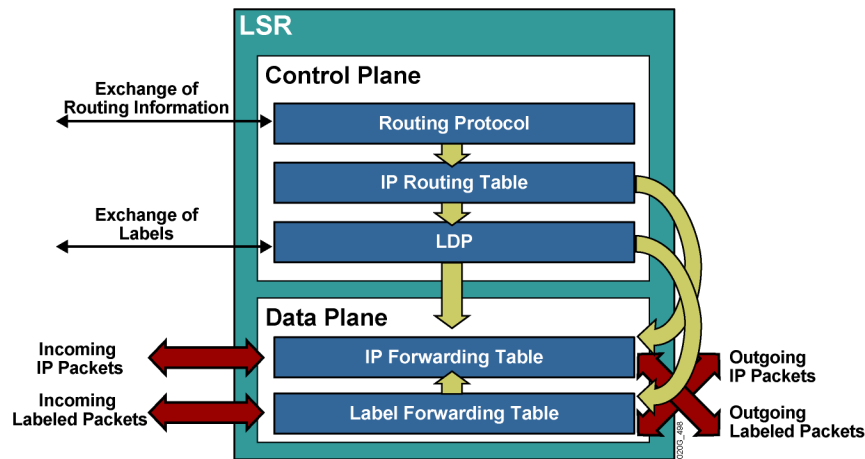 LSR
Control Plane
Exchange of
Routing Information
Routing Protocol
IP Routing Table
Exchange of
Labels
LDP
Data Plane
Incoming
IP Packets
IP Forwarding Table
Outgoing
IP Packets
Incoming
Labeled Packets
Label Forwarding Table
Outgoing
Labeled Packets
020G_498